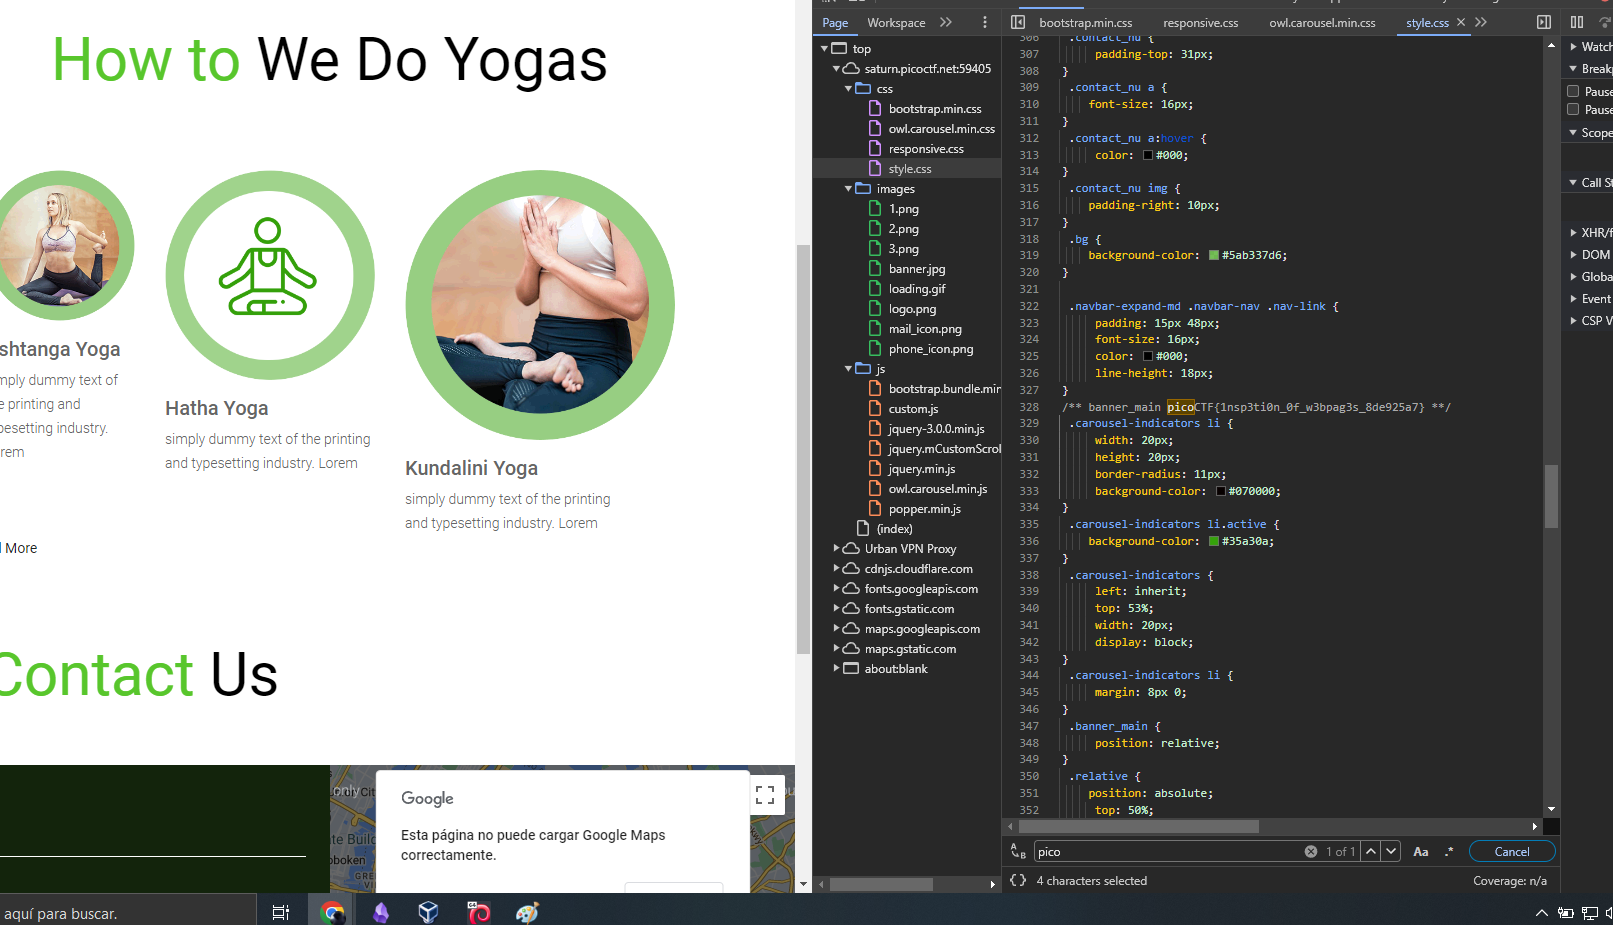 How to We Do Yogas
shtanga Yoga
mply dummy text of
e printing and
pesetting industry.
rem
Hatha Yoga
simply dummy text of the printing
and typesetting industry. Lorem
Kundalini Yoga
simply dummy text of the printing
and typesetting industry. Lorem
More
Contact Us
only
Google
Esta página no puede cargar Google Maps
correctamente.
te Build
oboken
aquí para buscar.
Page
Workspace
top
saturn.picoctf.net:59405
css
bootstrap.min.css
owl.carousel.min.css
responsive.css
style.css
images
1.png
2.png
3.png
banner.jpg
loading.gif
logo.png
mail_icon.png
phone_icon.png
js
bootstrap.bundle.min
custom.js
jquery-3.0.0.min.js
jquery.mCustomScrol
jquery.min.js
owl.carousel.min.js
popper.min.js
(index)
Urban VPN Proxy
cdnjs.cloudflare.com
fonts.googleapis.com
fonts.gstatic.com
maps.googleapis.com
maps.gstatic.com
about:blank
bootstrap.min.css responsive.css owl.carousel.min.css style.css
306 .contact_nu {
307 padding-top: 31px;
308 }
309 .contact_nu a {
310 font-size: 16px;
311 }
312 .contact_nu a:hover {
313 color: #000;
314 }
315 .contact_nu img {
316 padding-right: 10px;
317 }
318 .bg {
319 background-color: #5ab337d6;
320 }
321
322 .navbar-expand-md .navbar-nav .nav-link {
323 padding: 15px 48px;
324 font-size: 16px;
325 color: #000;
326 line-height: 18px;
327 }
328 /** banner_main picoCTF{1nsp3ti0n_0f_w3bpag3s_8de925a7} **/
329 .carousel-indicators li {
330 width: 20px;
331 height: 20px;
332 border-radius: 11px;
333 background-color: #070000;
334 }
335 .carousel-indicators li.active {
336 background-color: #35a30a;
337 }
338 .carousel-indicators {
339 left: inherit;
340 top: 53%;
341 width: 20px;
342 display: block;
343 }
344 .carousel-indicators li {
345 margin: 8px 0;
346 }
347 .banner_main {
348 position: relative;
349 }
350 .relative {
351 position: absolute;
352 top: 50%;
pico 1 of 1 Aa .* Cancel
{} 4 characters selected Coverage: n/a
Watch
Breakp
Pause
Pause
Scope
Call St
XHR/f
DOM
Globa
Event
CSP V